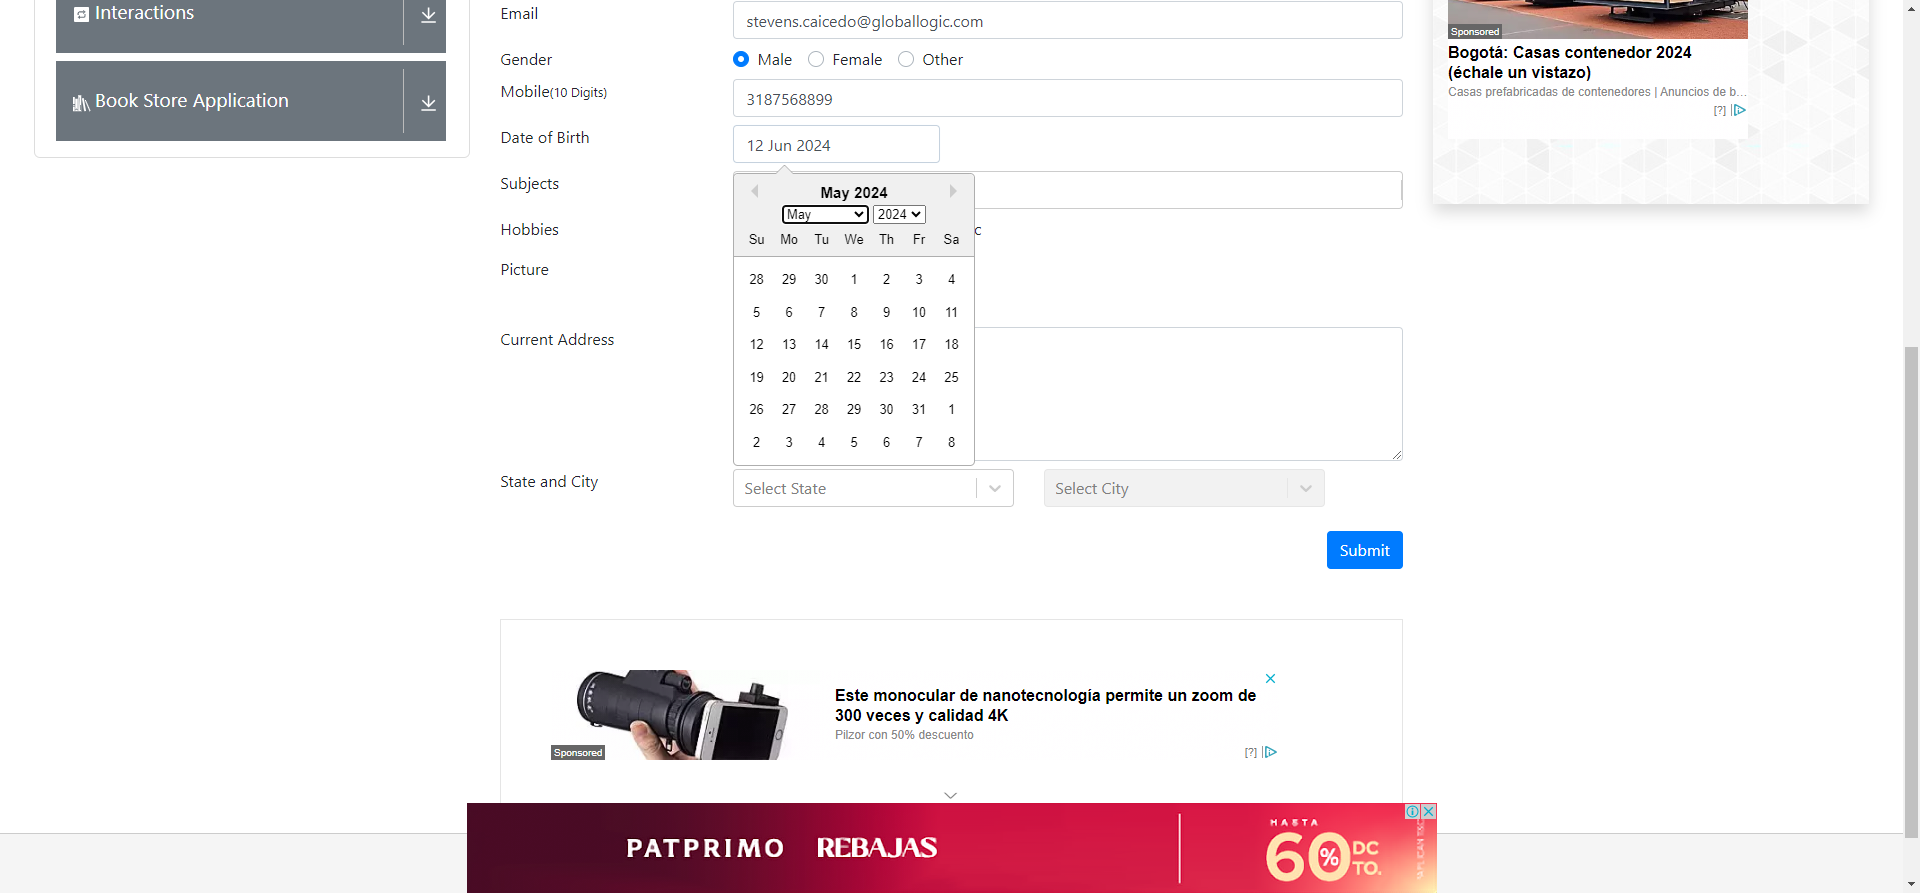 Interactions
Book Store Application
Email
stevens.caicedo@globallogic.com
Gender
Male
Female
Other
Mobile(10 Digits)
3187568899
Date of Birth
12 Jun 2024
May 2024
May
2024
Su Mo Tu We Th Fr Sa
28 29 30 1 2 3 4
5 6 7 8 9 10 11
12 13 14 15 16 17 18
19 20 21 22 23 24 25
26 27 28 29 30 31 1
2 3 4 5 6 7 8
Subjects
Hobbies
c
Picture
Current Address
State and City
Select State
Select City
Submit
Sponsored
Bogotá: Casas contenedor 2024
(échale un vistazo)
Casas prefabricadas de contenedores | Anuncios de b...
[?]
Sponsored
Este monocular de nanotecnología permite un zoom de
300 veces y calidad 4K
Pilzor con 50% descuento
[?]
PATPRIMO REBAJAS
HASTA
60% DC
TO.